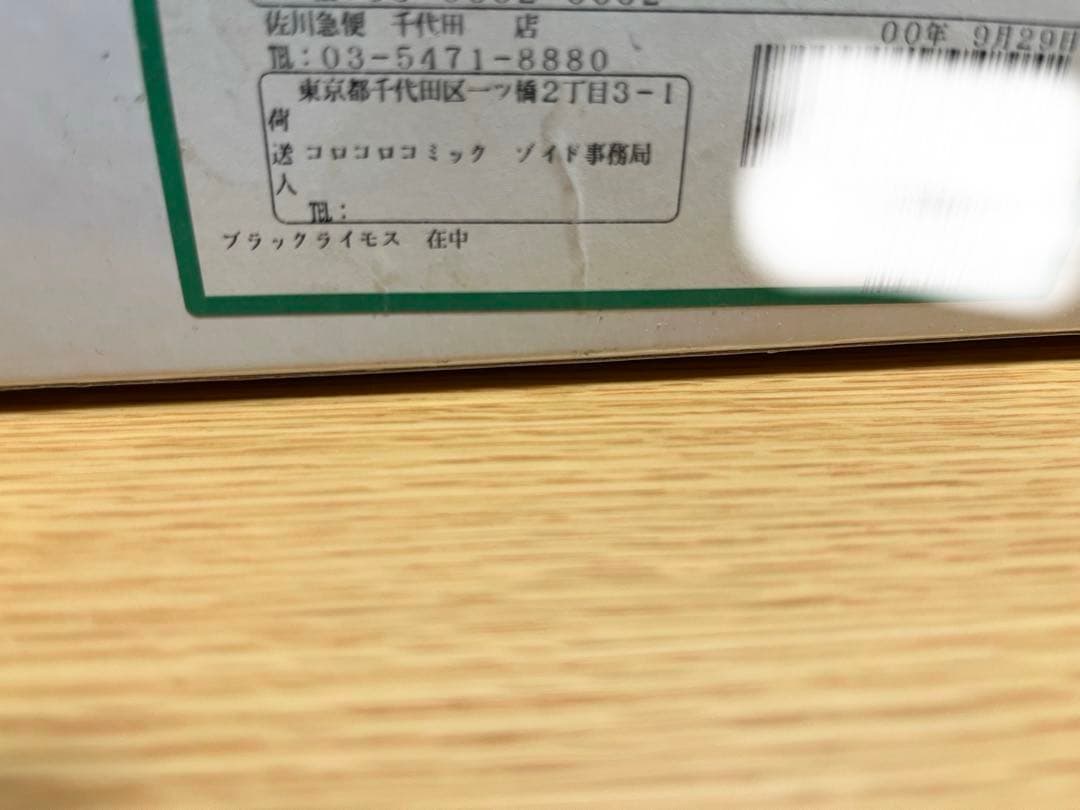 佐川急便 千代田 店
00年 9月29日
℡:03-5471-8880
東京都千代田区一ツ橋2丁目3-1
荷送人
コロコロコミック ゾイド事務局
℡:
ブラックライモス 在中